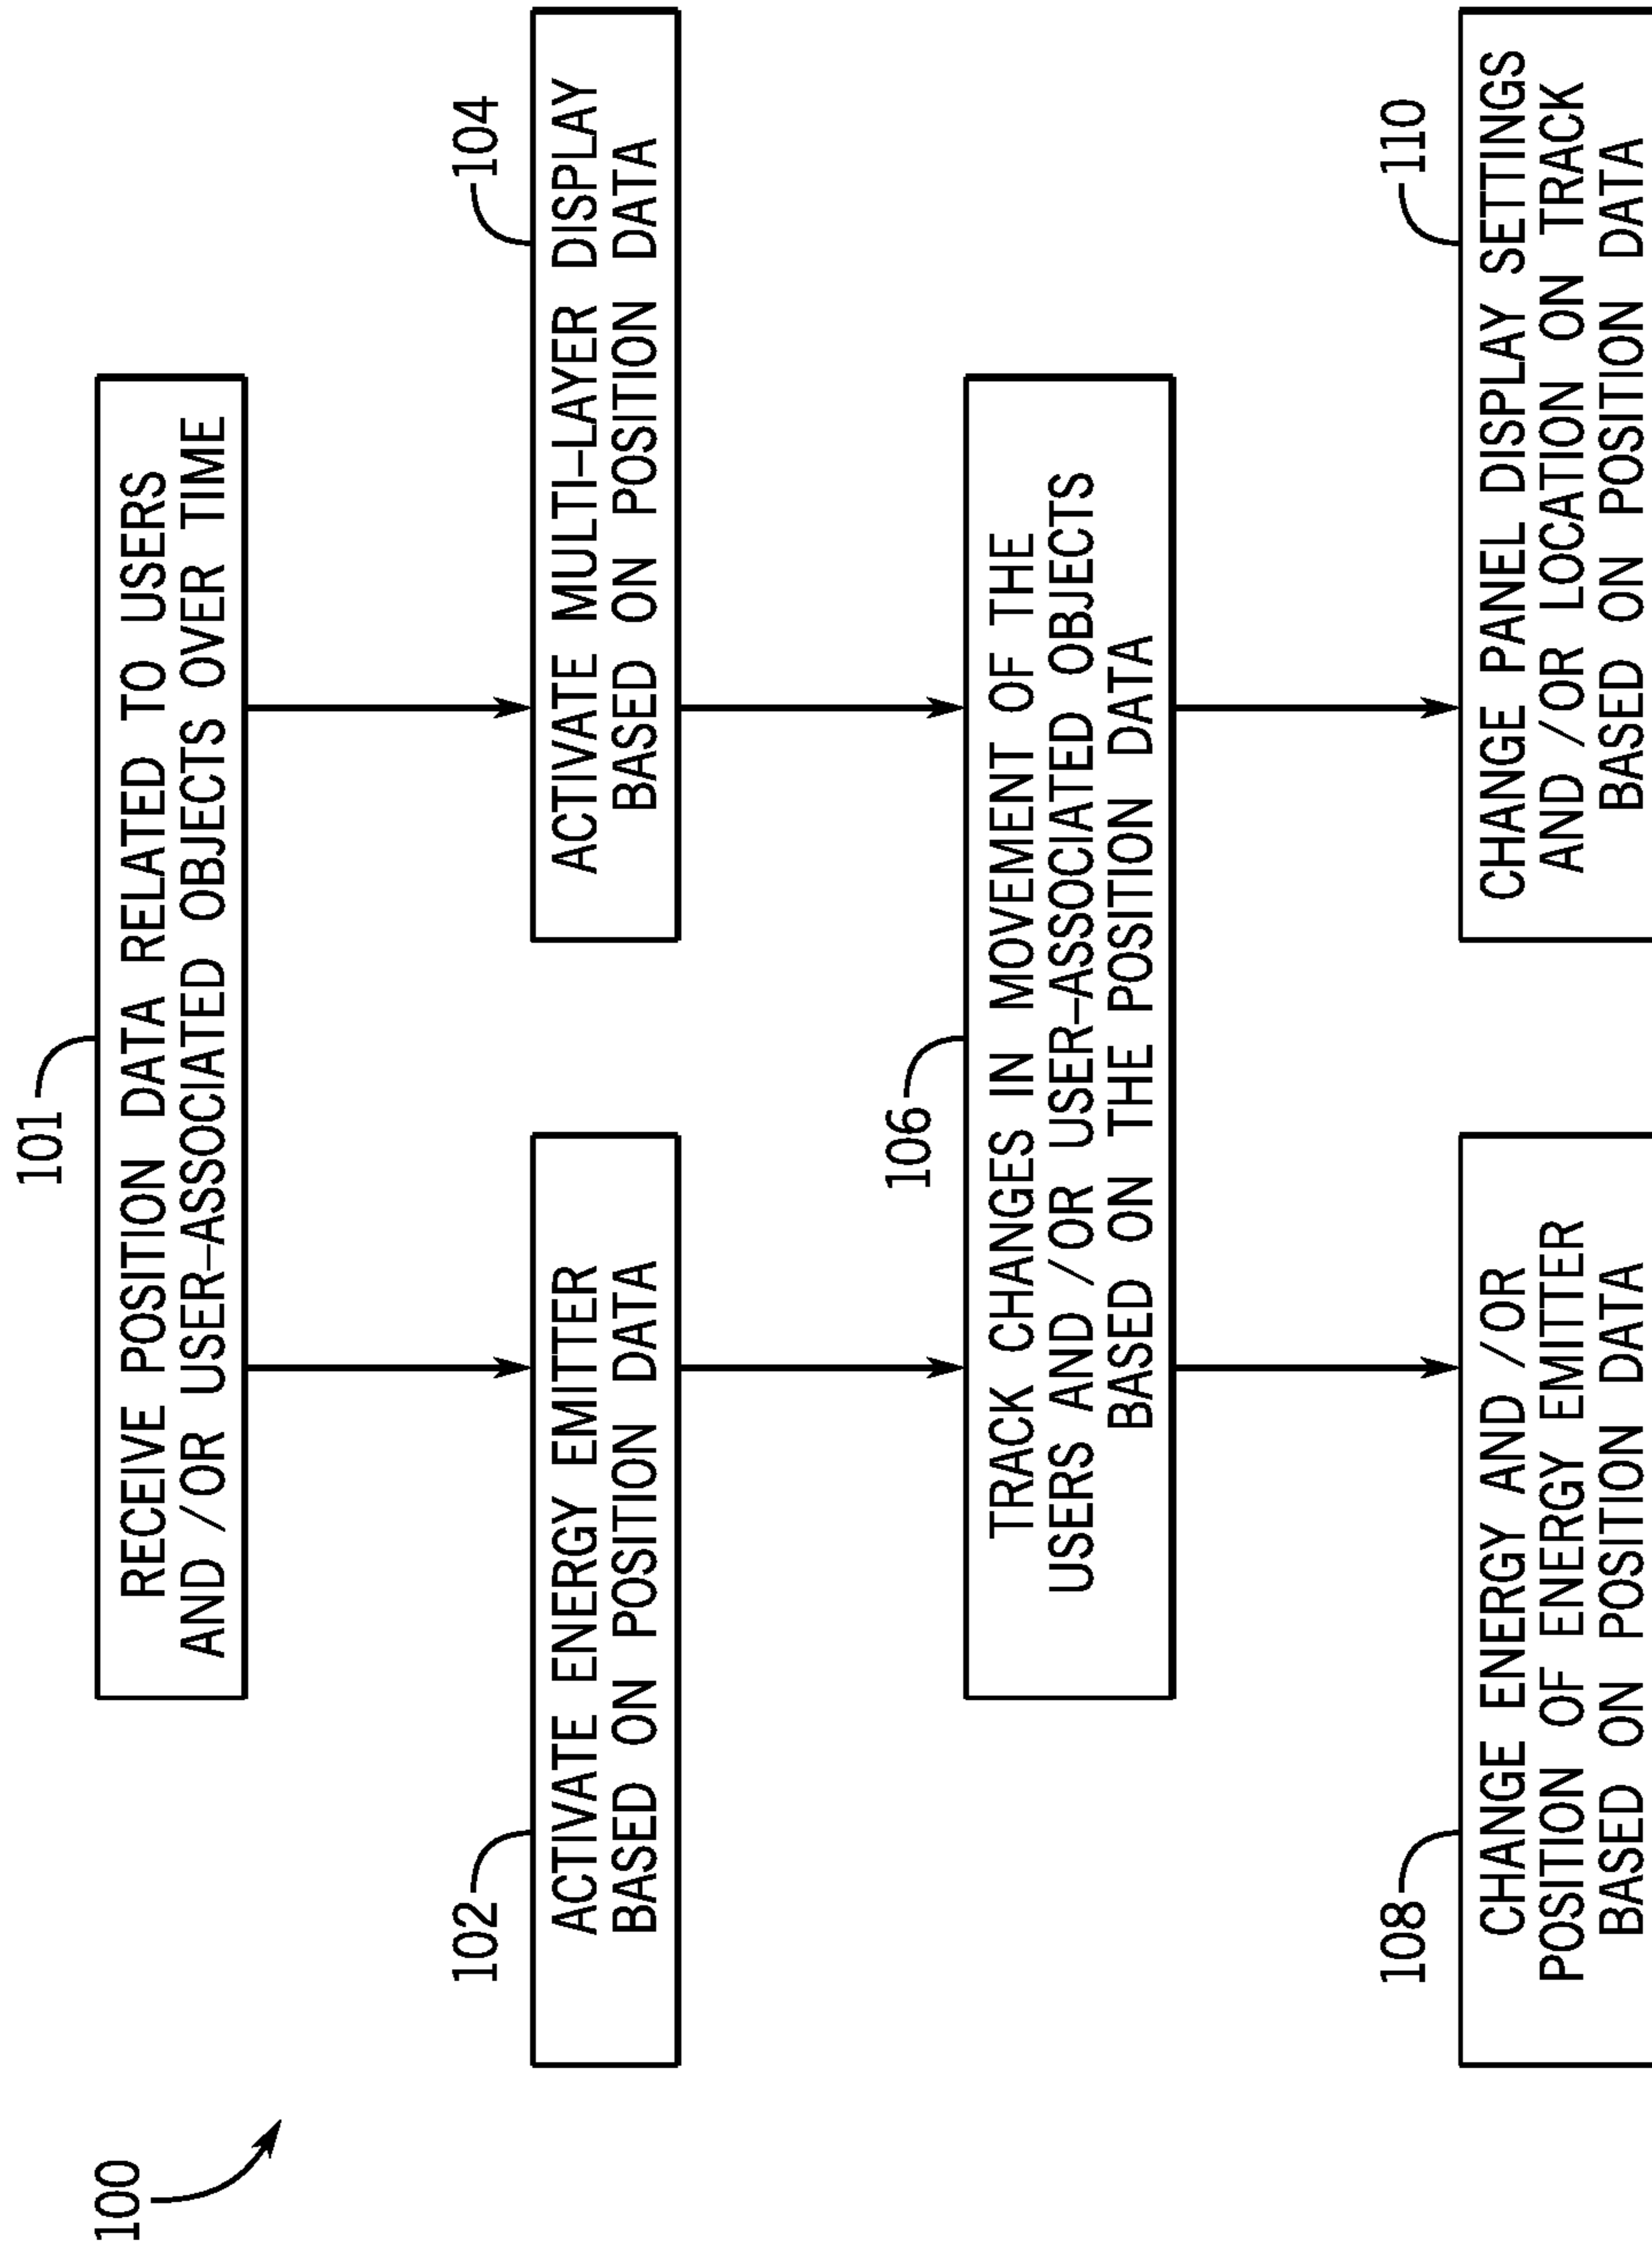 100
101
RECEIVE POSITION DATA RELATED TO USERS
AND/OR USER-ASSOCIATED OBJECTS OVER TIME
102
ACTIVATE ENERGY EMITTER
BASED ON POSITION DATA
104
ACTIVATE MULTI-LAYER DISPLAY
BASED ON POSITION DATA
106
TRACK CHANGES IN MOVEMENT OF THE
USERS AND/OR USER-ASSOCIATED OBJECTS
BASED ON THE POSITION DATA
108
CHANGE ENERGY AND/OR
POSITION OF ENERGY EMITTER
BASED ON POSITION DATA
110
CHANGE PANEL DISPLAY SETTINGS
AND/OR LOCATION ON TRACK
BASED ON POSITION DATA